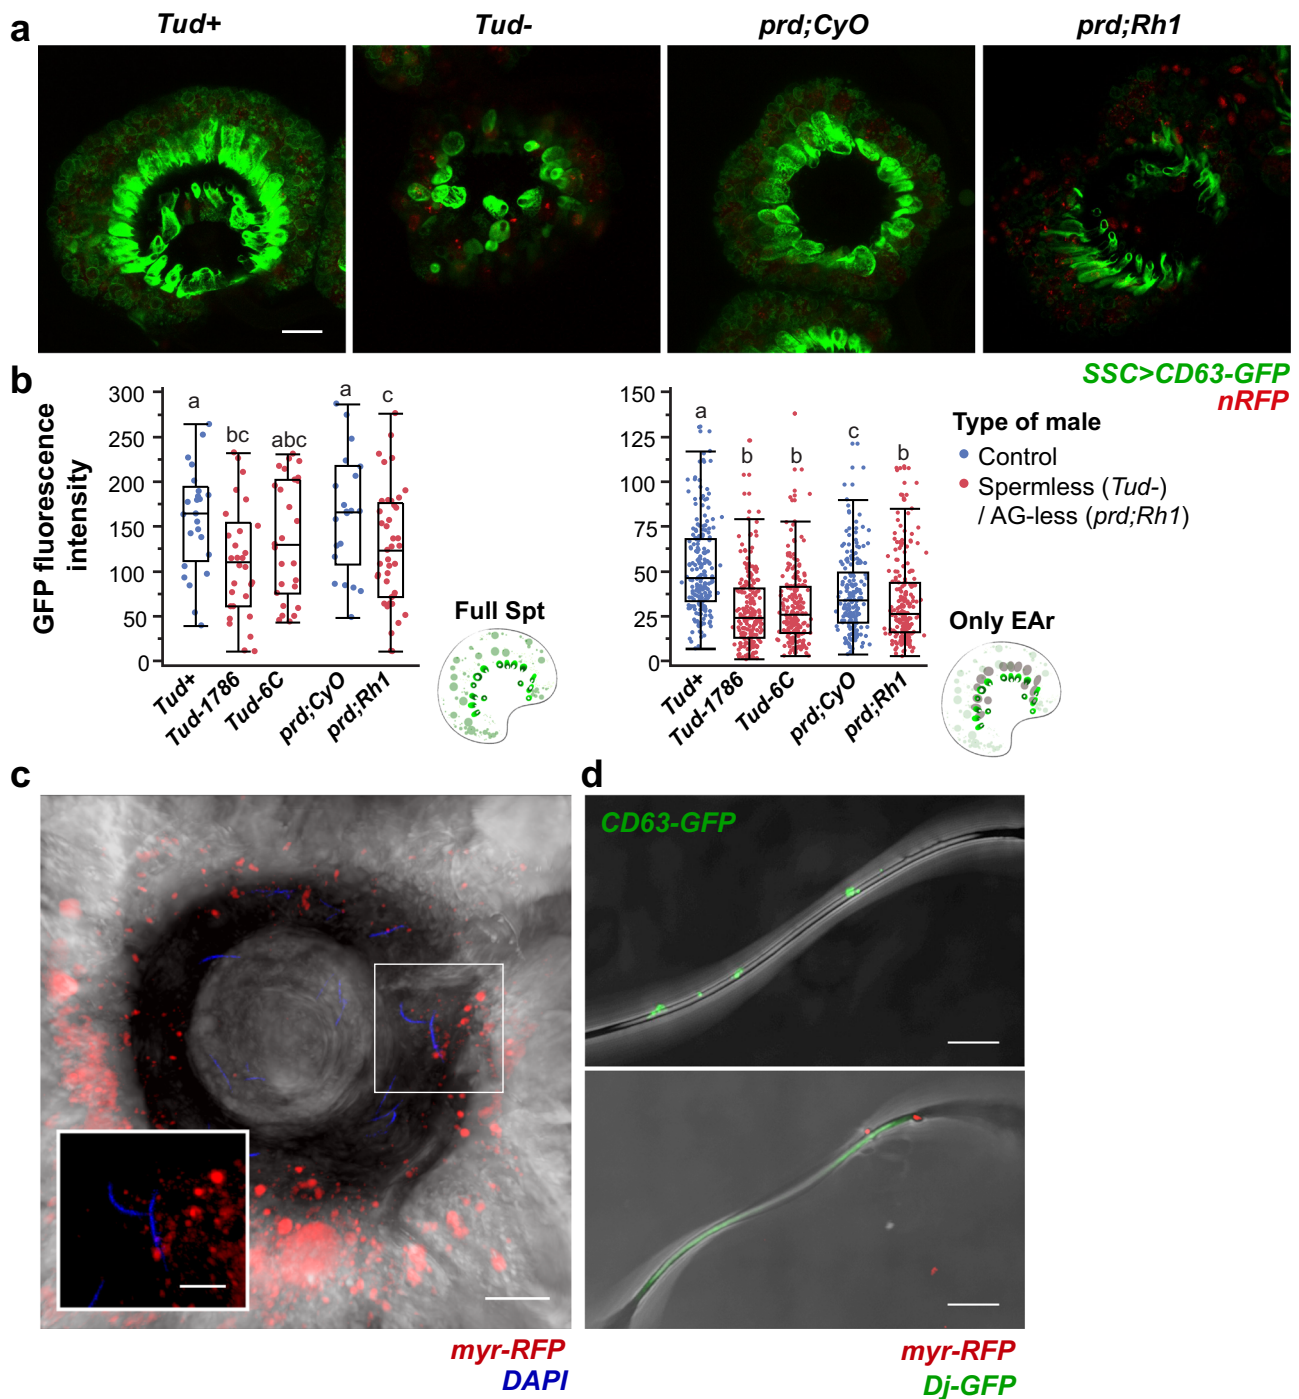 a
Tud+
Tud-
prd;CyO
prd;Rh1
SSC>CD63-GFP
nRFP
b
GFP fluorescence
intensity
300
250
200
150
100
50
0
a
bc
abc
a
c
Tud+
Tud-1786
Tud-6C
prd;CyO
prd;Rh1
Full Spt
150
125
100
75
50
25
0
a
b
b
c
b
Tud+
Tud-1786
Tud-6C
prd;CyO
prd;Rh1
Type of male
Control
Spermless (Tud-)
/ AG-less (prd;Rh1)
Only EAr
c
myr-RFP
DAPI
d
CD63-GFP
myr-RFP
Dj-GFP